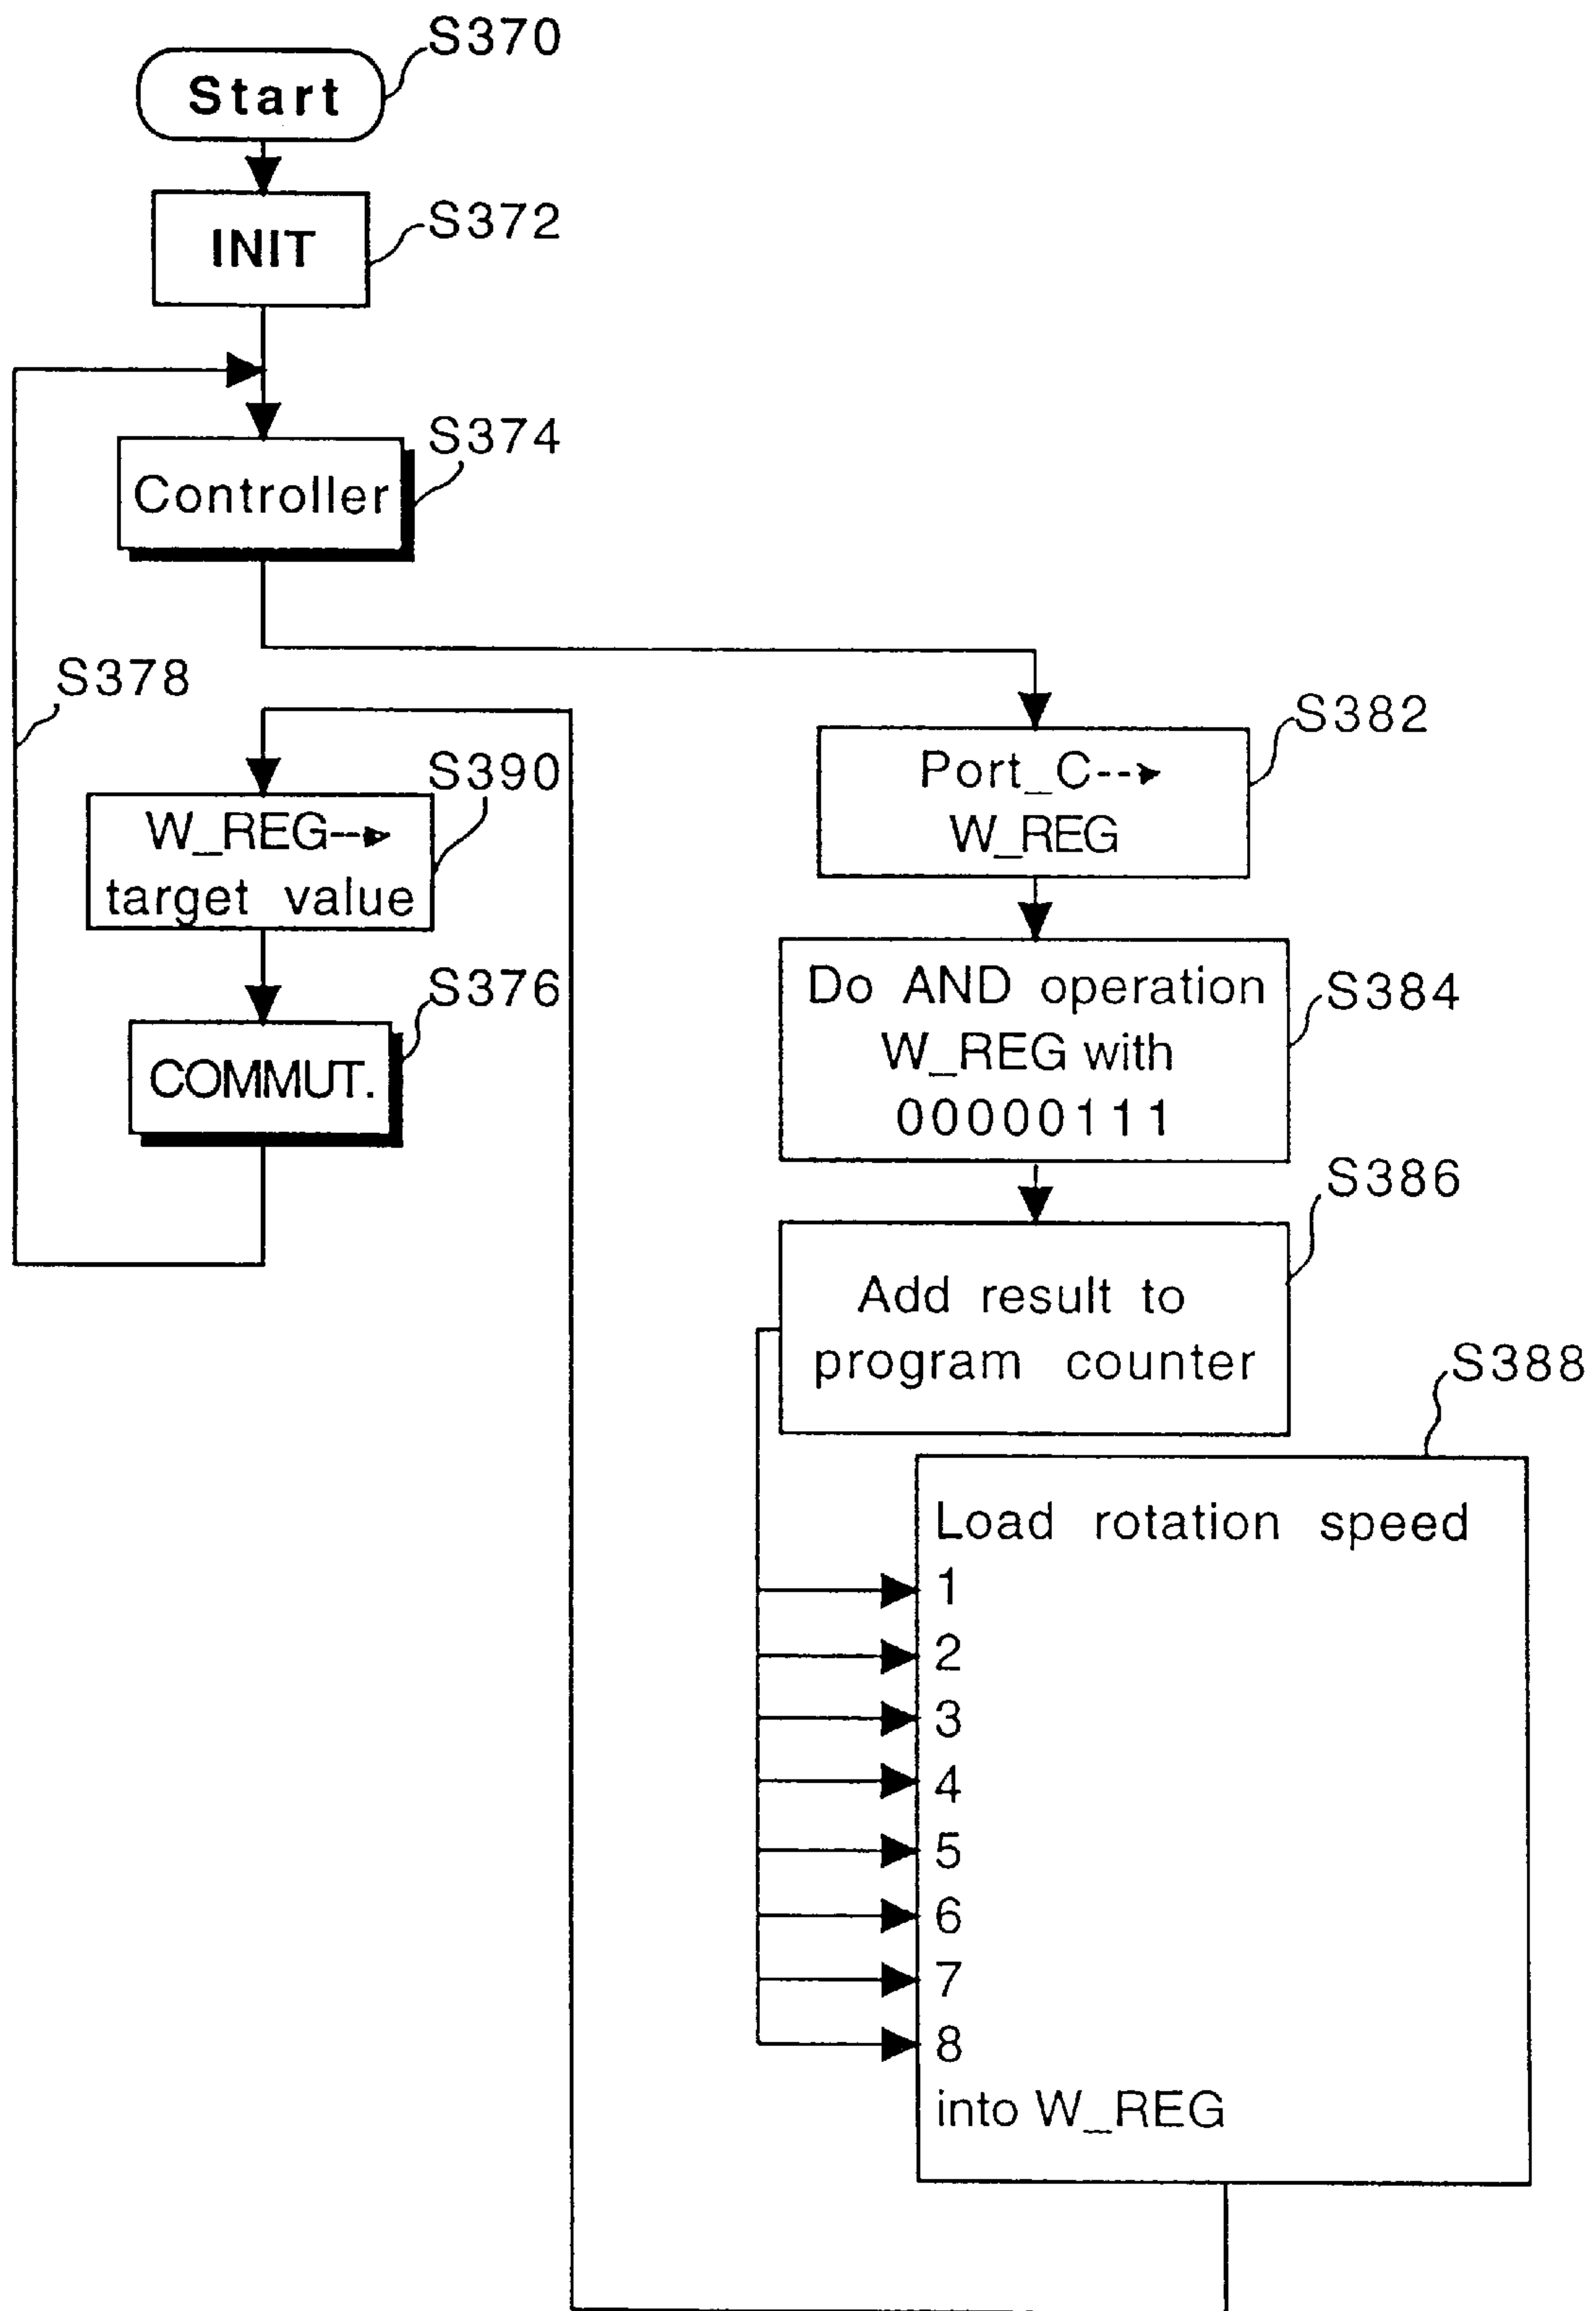 S370
Start
S372
INIT
S374
Controller
S378
S382
Port_C-->
W_REG
S390
W_REG-->
target value
S384
Do AND operation
W_REG with
00000111
S376
COMMUT.
S386
Add result to
program counter
S388
Load rotation speed
1
2
3
4
5
6
7
8
into W_REG